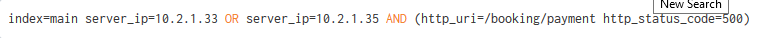 New Search
index=main server_ip=10.2.1.33 OR server_ip=10.2.1.35 AND (http_uri=/booking/payment http_status_code=500)